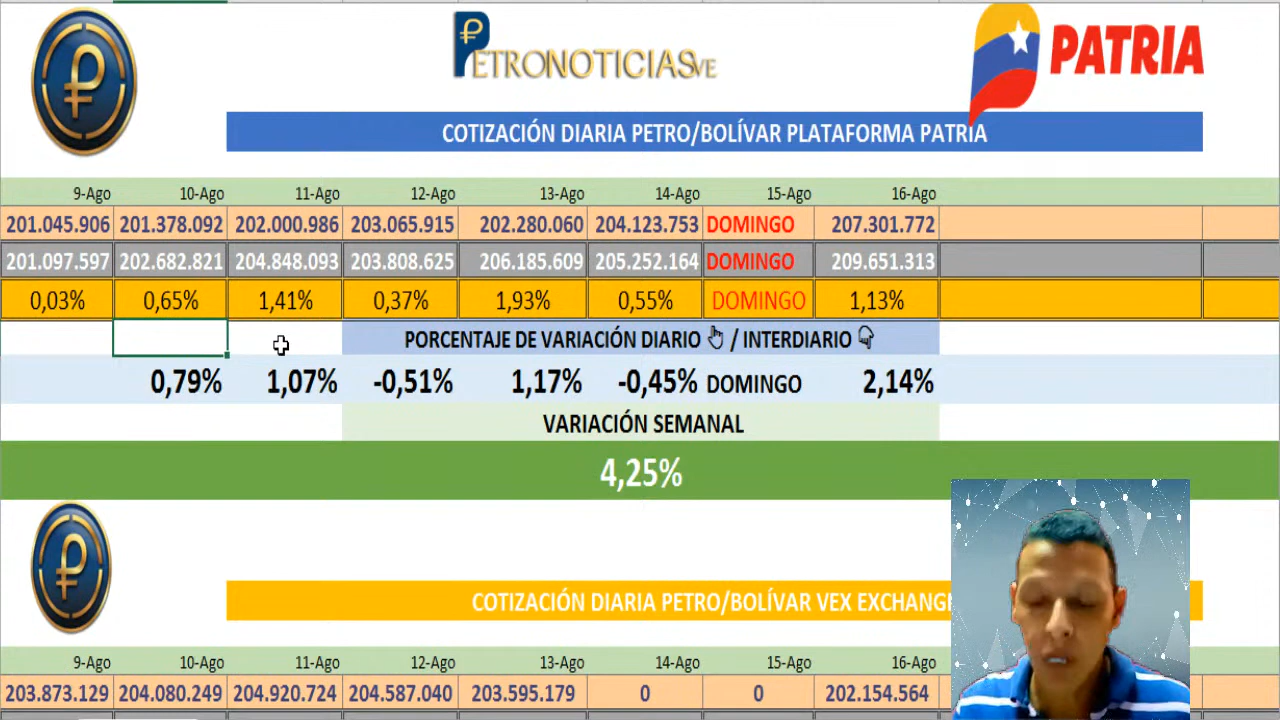 PETRONOTICIASVE
PATRIA
COTIZACIÓN DIARIA PETRO/BOLÍVAR PLATAFORMA PATRIA
9-Ago 10-Ago 11-Ago 12-Ago 13-Ago 14-Ago 15-Ago 16-Ago
201.045.906 201.378.092 202.000.986 203.065.915 202.280.060 204.123.753 DOMINGO 207.301.772
201.097.597 202.682.821 204.848.093 203.808.625 206.185.609 205.252.164 DOMINGO 209.651.313
0,03% 0,65% 1,41% 0,37% 1,93% 0,55% DOMINGO 1,13%
PORCENTAJE DE VARIACIÓN DIARIO / INTERDIARIO
0,79% 1,07% -0,51% 1,17% -0,45% DOMINGO 2,14%
VARIACIÓN SEMANAL
4,25%
COTIZACIÓN DIARIA PETRO/BOLÍVAR VEX
9-Ago 10-Ago 11-Ago 12-Ago 13-Ago 14-Ago 15-Ago 16-Ago
203.873.129 204.080.249 204.920.724 204.587.040 203.595.179 0 0 202.154.564